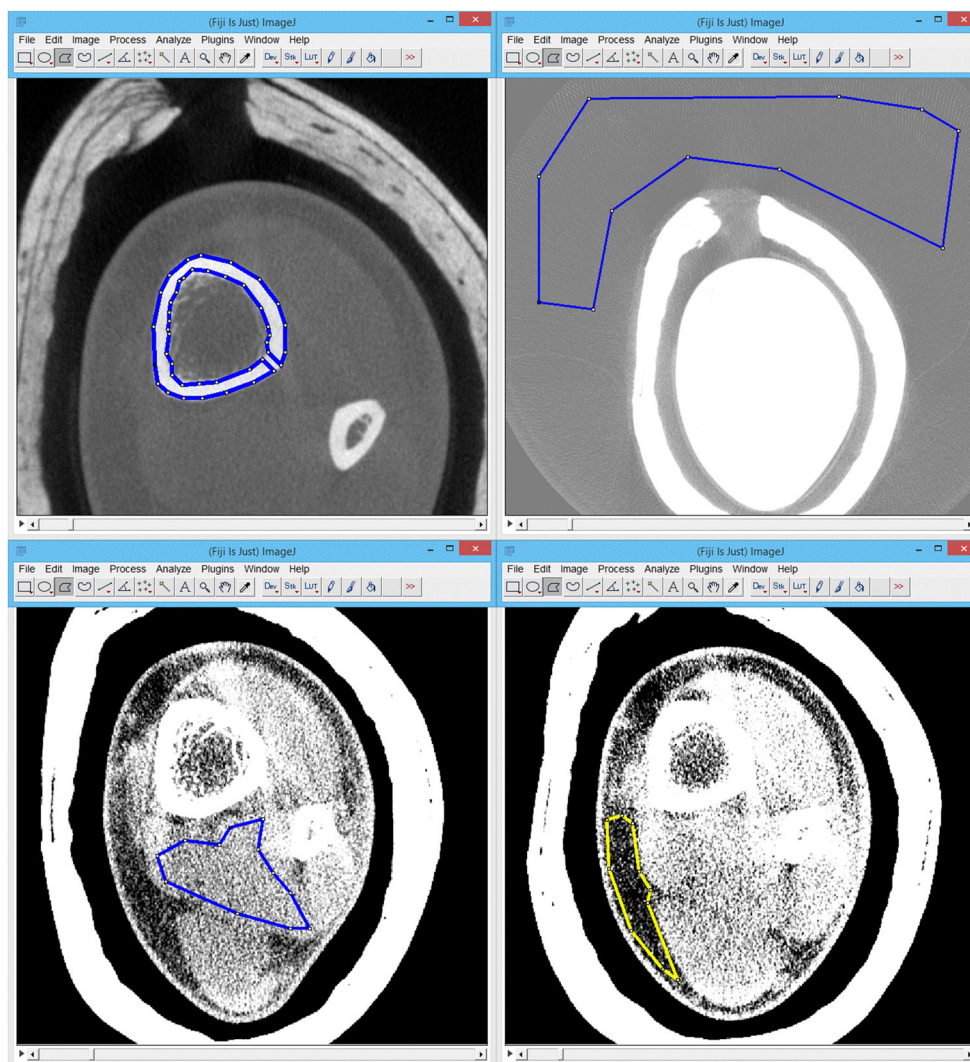 (Fiji Is Just) ImageJ
File Edit Image Process Analyze Plugins Window Help
A Dev Stk LUT >>
(Fiji Is Just) ImageJ
File Edit Image Process Analyze Plugins Window Help
A Dev Stk LUT >>
(Fiji Is Just) ImageJ
File Edit Image Process Analyze Plugins Window Help
A Dev Stk LUT >>
(Fiji Is Just) ImageJ
File Edit Image Process Analyze Plugins Window Help
A Dev Stk LUT >>